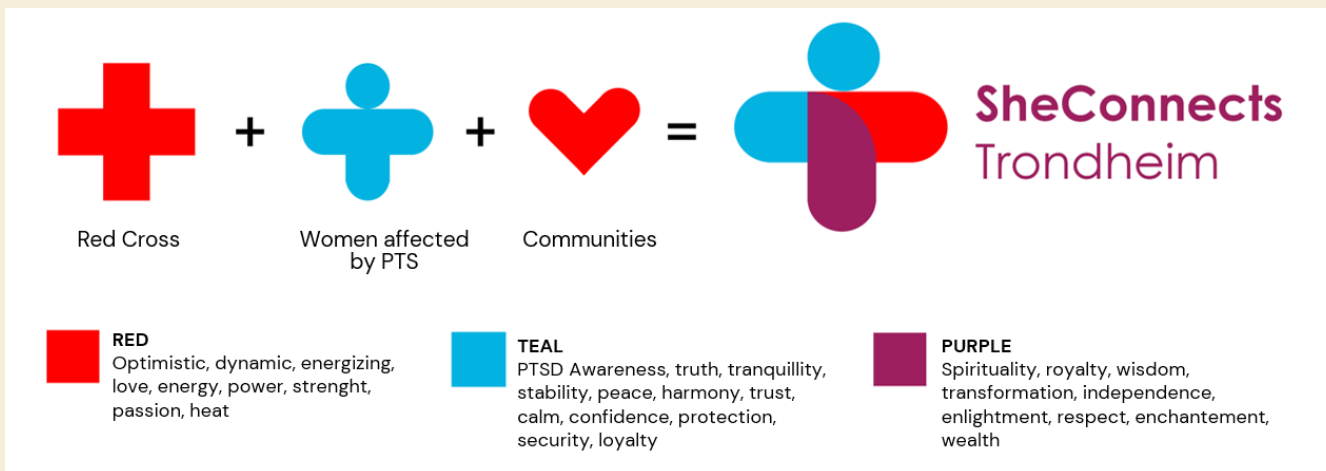 + + =
SheConnects
Trondheim
Red Cross
Women affected
by PTS
Communities
RED
Optimistic, dynamic, energizing,
love, energy, power, strenght,
passion, heat
TEAL
PTSD Awareness, truth, tranquillity,
stability, peace, harmony, trust,
calm, confidence, protection,
security, loyalty
PURPLE
Spirituality, royalty, wisdom,
transformation, independence,
enlightment, respect, enchantement,
wealth